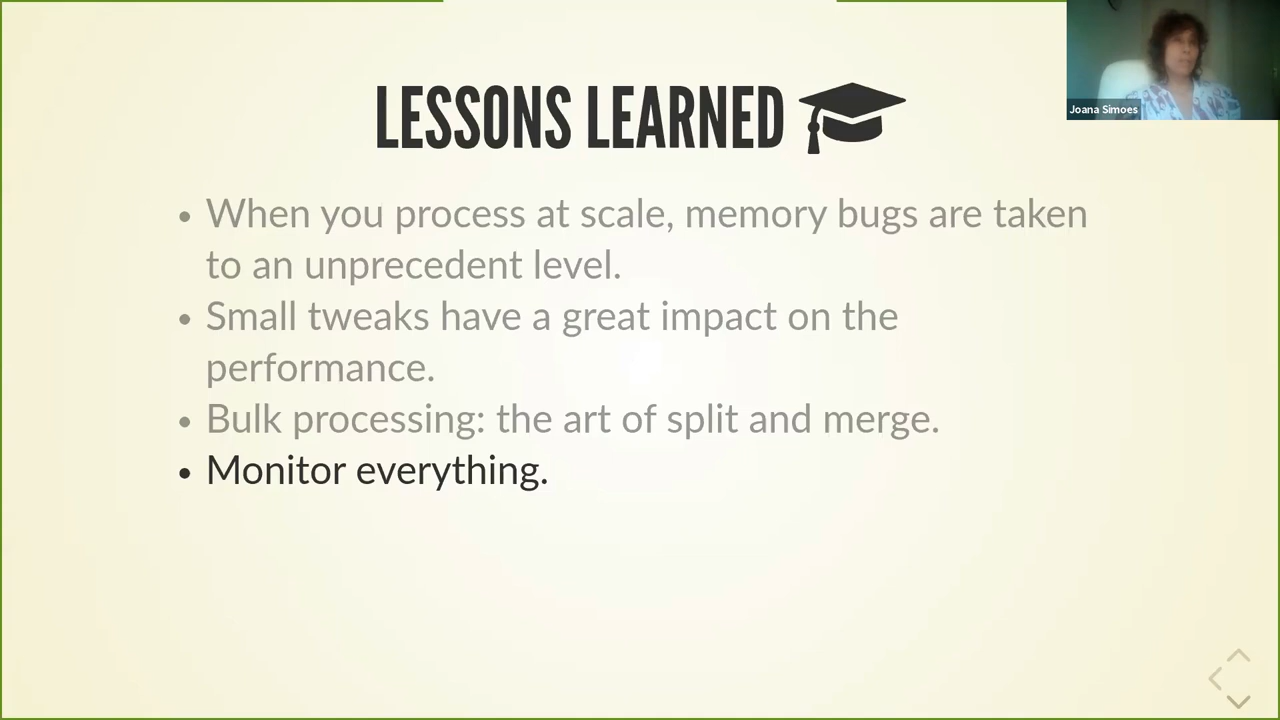 LESSONS LEARNED
Joana Simoes
• When you process at scale, memory bugs are taken
to an unprecedent level.
• Small tweaks have a great impact on the
performance.
• Bulk processing: the art of split and merge.
• Monitor everything.